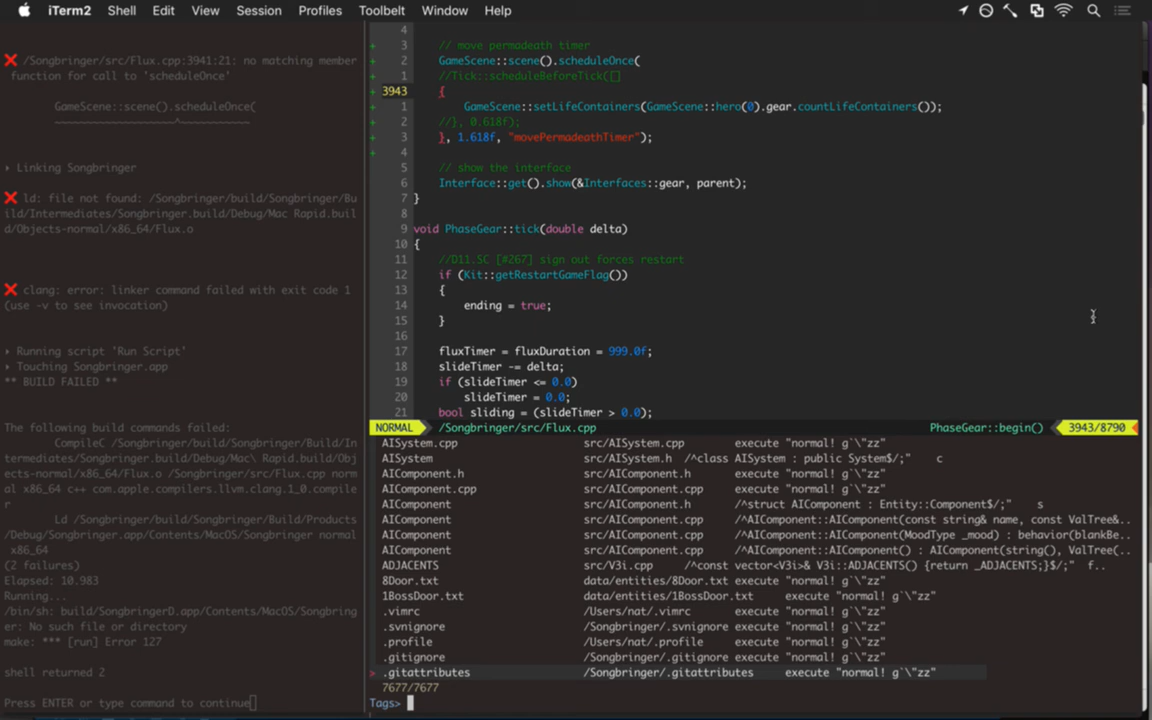 iTerm2 Shell Edit View Session Profiles Toolbelt Window Help
❌ /Songbringer/src/Flux.cpp:3941:21: no matching member
function for call to 'scheduleOnce'
GameScene::scene().scheduleOnce(
~~~~~~~~~~~~~~~~~~~^~~~~~~~~~~~
▸ Linking Songbringer
❌ ld: file not found: /Songbringer/build/Songbringer/Bu
ild/Intermediates/Songbringer.build/Debug/Mac Rapid.buil
d/Objects-normal/x86_64/Flux.o
❌ clang: error: linker command failed with exit code 1
(use -v to see invocation)
▸ Running script 'Run Script'
▸ Touching Songbringer.app
** BUILD FAILED **
The following build commands failed:
CompileC /Songbringer/build/Songbringer/Build/In
termediates/Songbringer.build/Debug/Mac\ Rapid.build/Obj
ects-normal/x86_64/Flux.o /Songbringer/src/Flux.cpp norm
al x86_64 c++ com.apple.compilers.llvm.clang.1_0.compile
r
Ld /Songbringer/build/Songbringer/Build/Products
/Debug/Songbringer.app/Contents/MacOS/Songbringer normal
x86_64
(2 failures)
Elapsed: 10.983
Running...
/bin/sh: build/SongbringerD.app/Contents/MacOS/Songbring
er: No such file or directory
make: *** [run] Error 127
shell returned 2
Press ENTER or type command to continue
4
+ 3 // move permadeath timer
+ 2 GameScene::scene().scheduleOnce(
+ 1 //Tick::scheduleBeforeTick([]
+ 3943 {
+ 1 GameScene::setLifeContainers(GameScene::hero(0).gear.countLifeContainers());
+ 2 //}, 0.618f);
+ 3 }, 1.618f, "movePermadeathTimer");
+ 4
5 // show the interface
6 Interface::get().show(&Interfaces::gear, parent);
7 }
8
9 void PhaseGear::tick(double delta)
10 {
11 //D11.SC [#267] sign out forces restart
12 if (Kit::getRestartGameFlag())
13 {
14 ending = true;
15 }
16
17 fluxTimer = fluxDuration = 999.0f;
18 slideTimer -= delta;
19 if (slideTimer <= 0.0)
20 slideTimer = 0.0;
21 bool sliding = (slideTimer > 0.0);
NORMAL /Songbringer/src/Flux.cpp PhaseGear::begin() 3943/8790
AISystem.cpp src/AISystem.cpp execute "normal! g`\"zz"
AISystem src/AISystem.h /^class AISystem : public System$/;" c
AIComponent.h src/AIComponent.h execute "normal! g`\"zz"
AIComponent.cpp src/AIComponent.cpp execute "normal! g`\"zz"
AIComponent src/AIComponent.h /^struct AIComponent : Entity::Component$/;" s
AIComponent src/AIComponent.cpp /^AIComponent::AIComponent(const string& name, const ValTree&..
AIComponent src/AIComponent.cpp /^AIComponent::AIComponent(MoodType _mood) : behavior(blankBe..
AIComponent src/AIComponent.cpp /^AIComponent::AIComponent() : AIComponent(string(), ValTree(..
ADJACENTS src/V3i.cpp /^const vector<V3i>& V3i::ADJACENTS() {return _ADJACENTS;}$/;" f..
8Door.txt data/entities/8Door.txt execute "normal! g`\"zz"
1BossDoor.txt data/entities/1BossDoor.txt execute "normal! g`\"zz"
.vimrc /Users/nat/.vimrc execute "normal! g`\"zz"
.svnignore /Songbringer/.svnignore execute "normal! g`\"zz"
.profile /Users/nat/.profile execute "normal! g`\"zz"
.gitignore /Songbringer/.gitignore execute "normal! g`\"zz"
> .gitattributes /Songbringer/.gitattributes execute "normal! g`\"zz"
7677/7677
Tags>